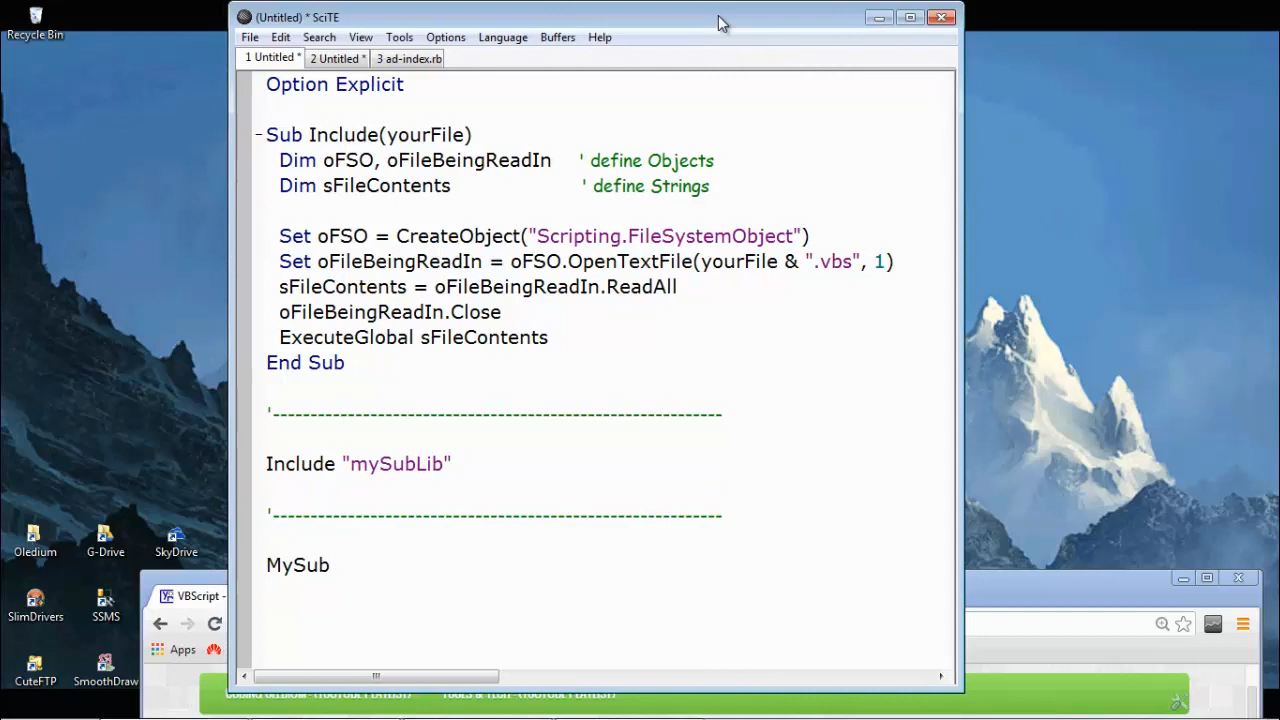 Recycle Bin
(Untitled) * SciTE
File Edit Search View Tools Options Language Buffers Help
1 Untitled * 2 Untitled * 3 ad-index.rb
Option Explicit
Sub Include(yourFile)
Dim oFSO, oFileBeingReadIn ' define Objects
Dim sFileContents ' define Strings
Set oFSO = CreateObject("Scripting.FileSystemObject")
Set oFileBeingReadIn = oFSO.OpenTextFile(yourFile & ".vbs", 1)
sFileContents = oFileBeingReadIn.ReadAll
oFileBeingReadIn.Close
ExecuteGlobal sFileContents
End Sub
'------------------------------------------------------------
Include "mySubLib"
'------------------------------------------------------------
MySub
Oledium G-Drive SkyDrive
SlimDrivers SSMS
CuteFTP SmoothDraw
VBScript -
Apps